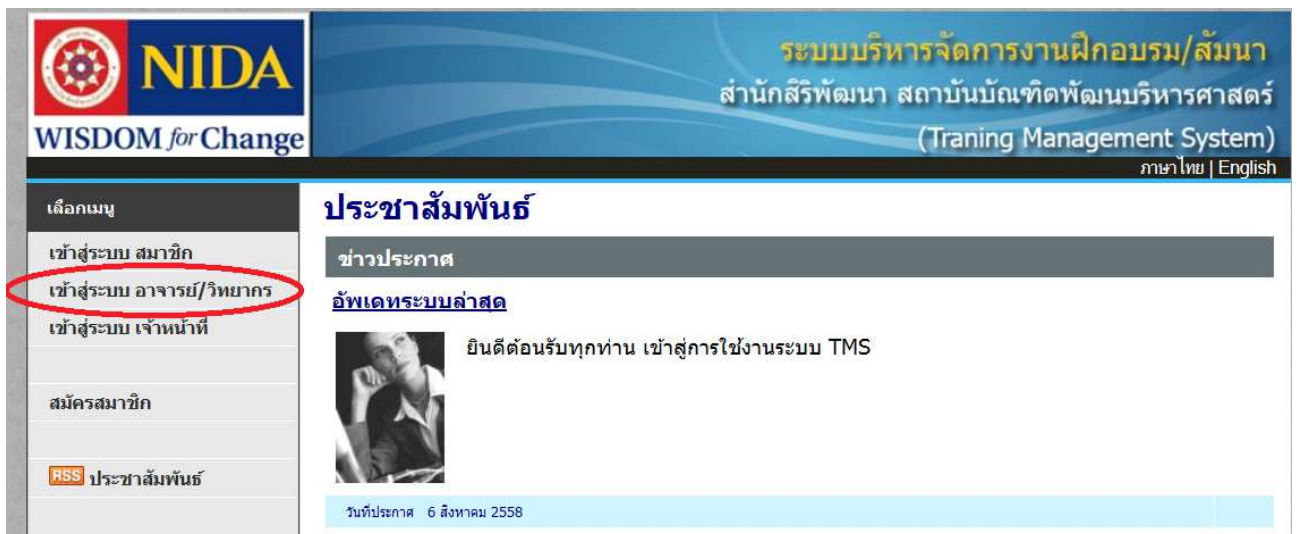 NIDA
WISDOM for Change
ระบบบริหารจัดการงานฝึกอบรม/สัมนา
สำนักสิริพัฒนา สถาบันบัณฑิตพัฒนบริหารศาสตร์
(Traning Management System)
ภาษาไทย | English
เลือกเมนู
เข้าสู่ระบบ สมาชิก
เข้าสู่ระบบ อาจารย์/วิทยากร
เข้าสู่ระบบ เจ้าหน้าที่
สมัครสมาชิก
RSS ประชาสัมพันธ์
ประชาสัมพันธ์
ข่าวประกาศ
อัพเดทระบบล่าสุด
ยินดีต้อนรับทุกท่าน เข้าสู่การใช้งานระบบ TMS
วันที่ประกาศ 6 สิงหาคม 2558